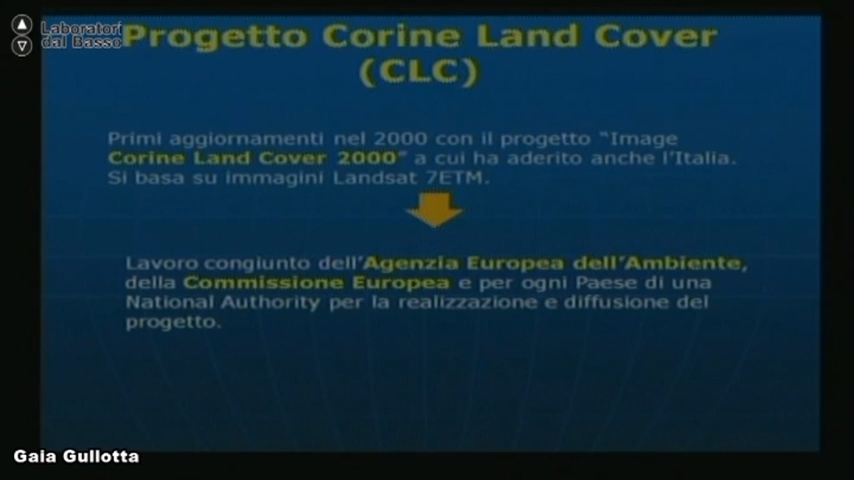 Laboratori
dal Basso
Progetto Corine Land Cover
(CLC)
Primi aggiornamenti nel 2000 con il progetto "Image
Corine Land Cover 2000" a cui ha aderito anche l'Italia.
Si basa su immagini Landsat 7ETM.
Lavoro congiunto dell'Agenzia Europea dell'Ambiente,
della Commissione Europea e per ogni Paese di una
National Authority per la realizzazione e diffusione del
progetto.
Gaia Gullotta